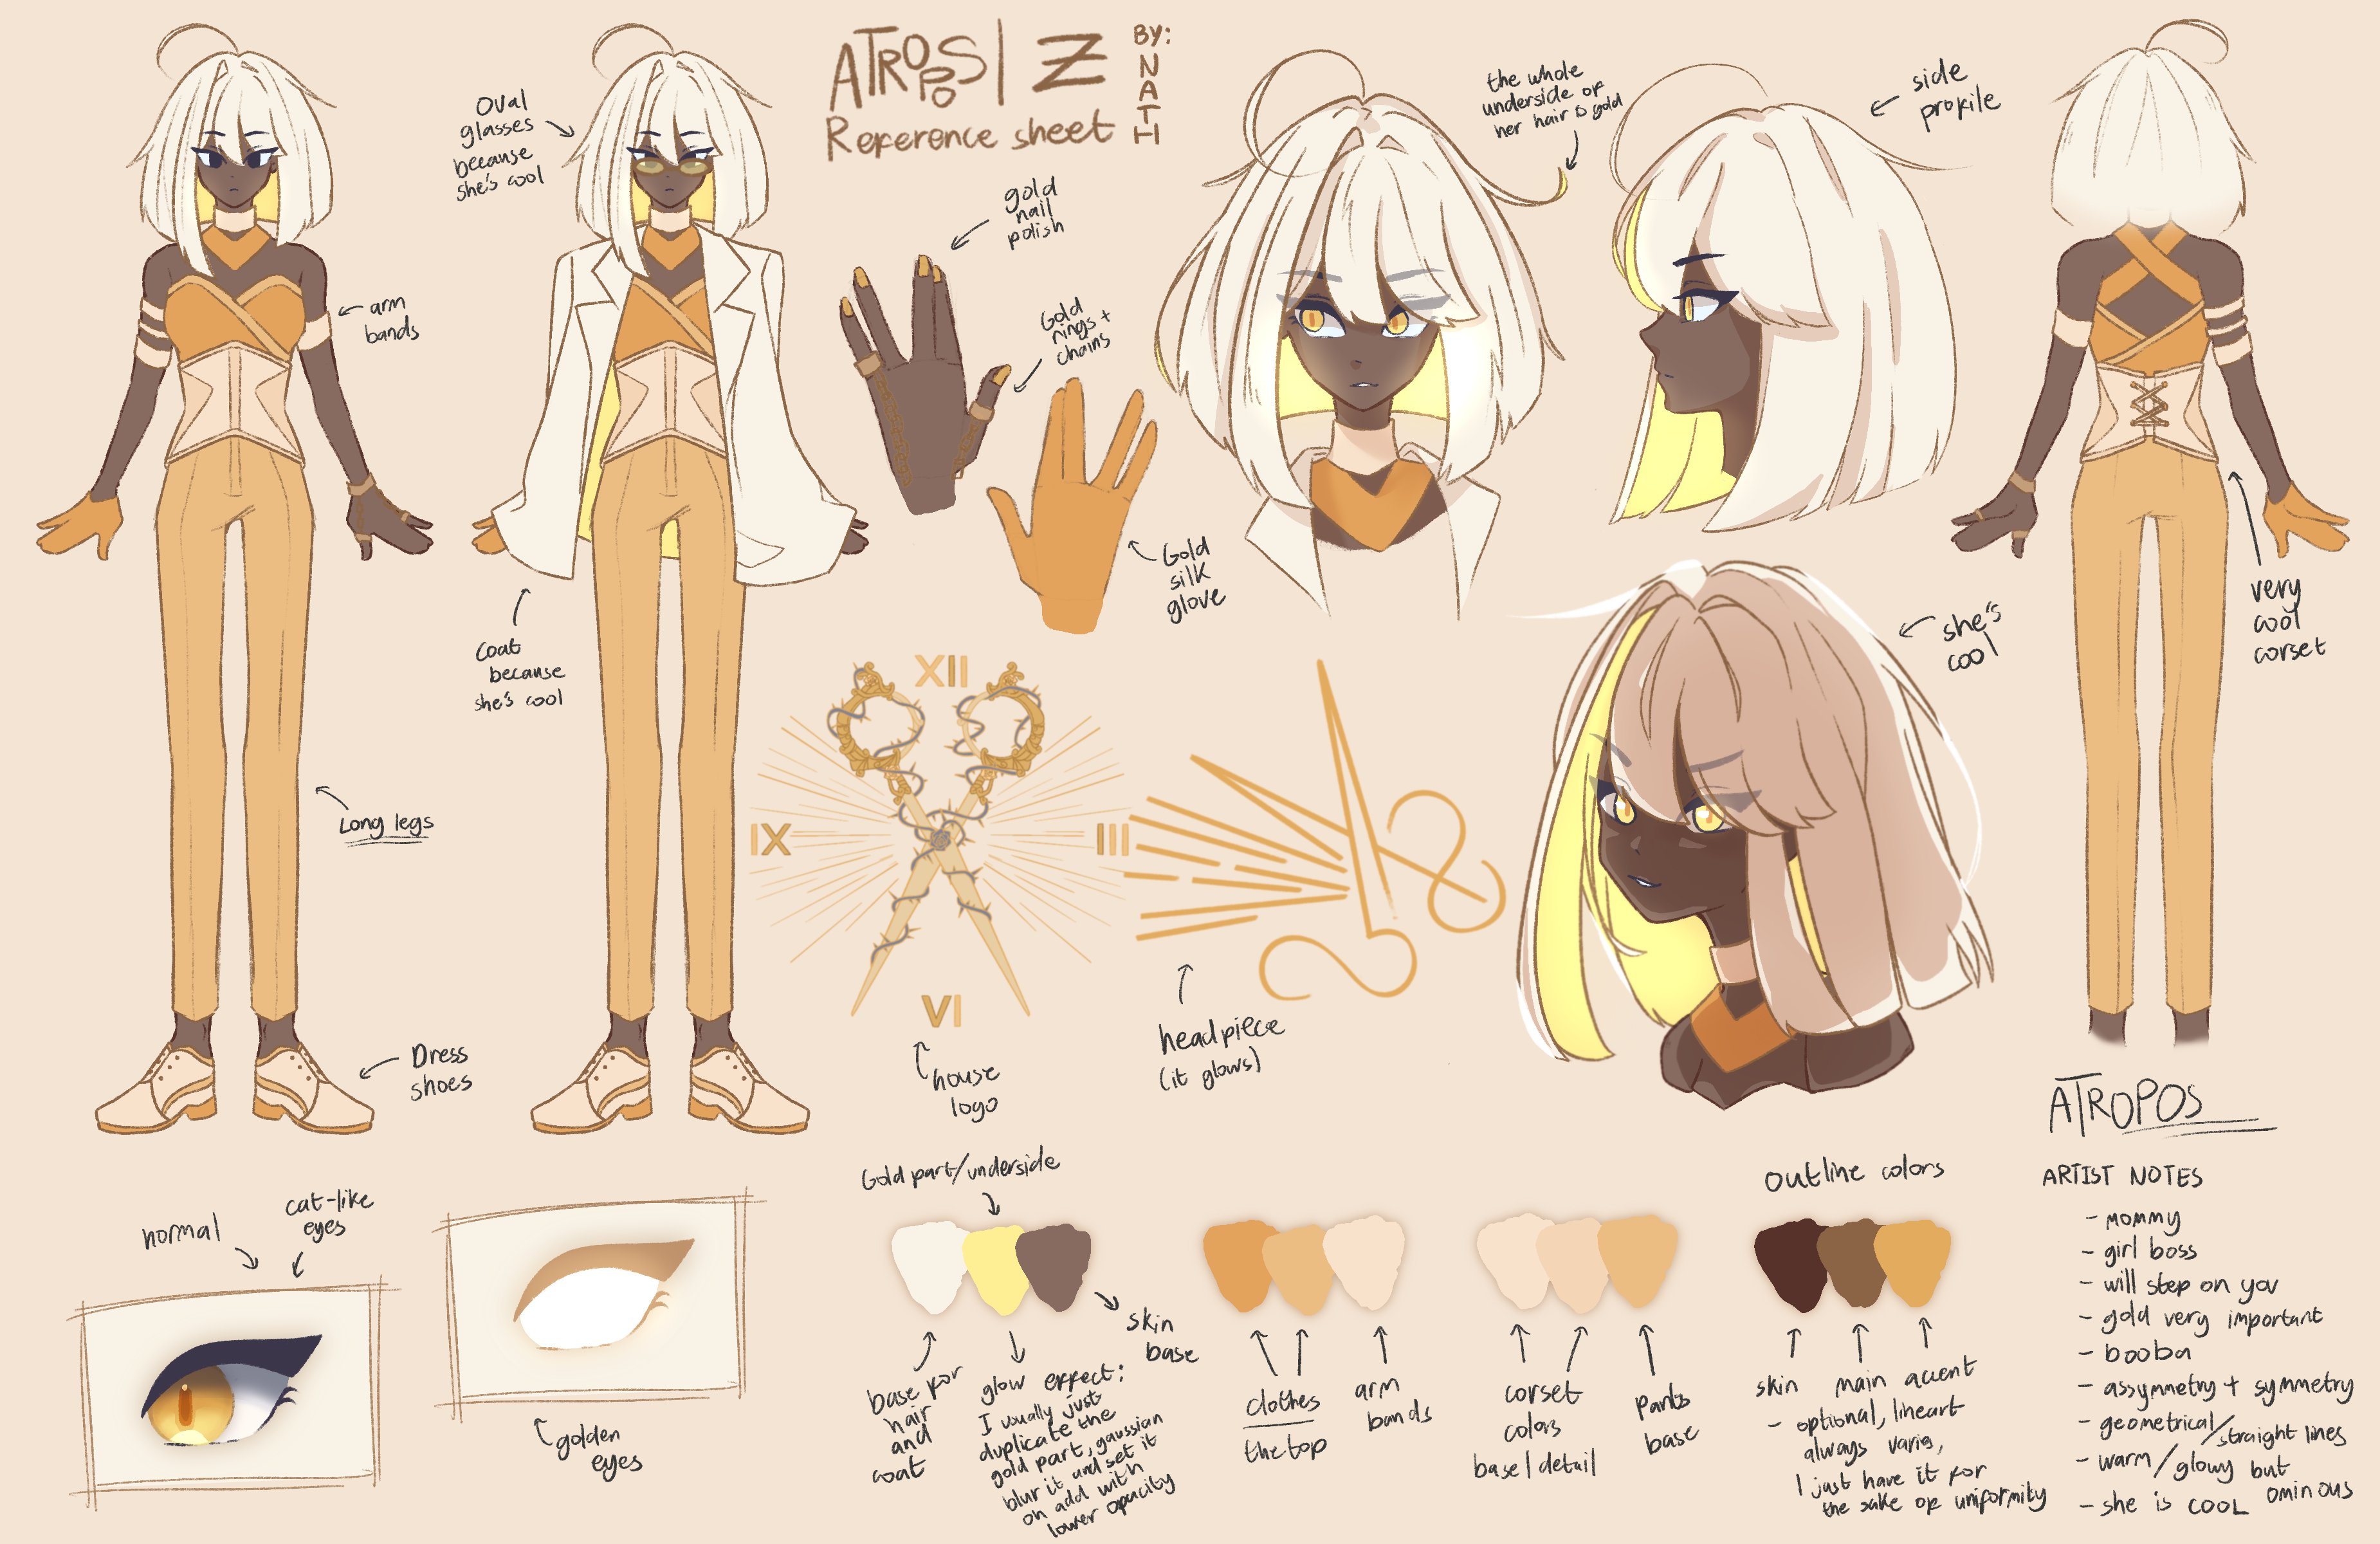 ATROPOS | Z
BY:
NATH
Reference sheet
oval
glasses
because
she's cool
arm
bands
gold
nail
polish
Gold
rings +
chains
Gold
silk
glove
the whole
underside of
her hair is gold
side
profile
very
cool
corset
she's
cool
coat
because
she's cool
Long legs
Dress
shoes
XII
IX
III
VI
house
logo
headpiece
(it glows)
ATROPOS
ARTIST NOTES
- mommy
- girl boss
- will step on you
- gold very important
- booba
- assymmetry + symmetry
- geometrical/straight lines
- warm/glowy but
ominous
- she is COOL
normal
cat-like
eyes
golden
eyes
Gold part/underside
skin
base
base for
hair
and
coat
glow effect:
I usually just
duplicate the
gold part, gaussian
blur it and set it
on add with
lower opacity
clothes
the top
arm
bands
corset
colors
base/detail
pants
base
outline colors
skin
main
accent
- optional, lineart
always varies,
I just have it for
the sake of uniformity